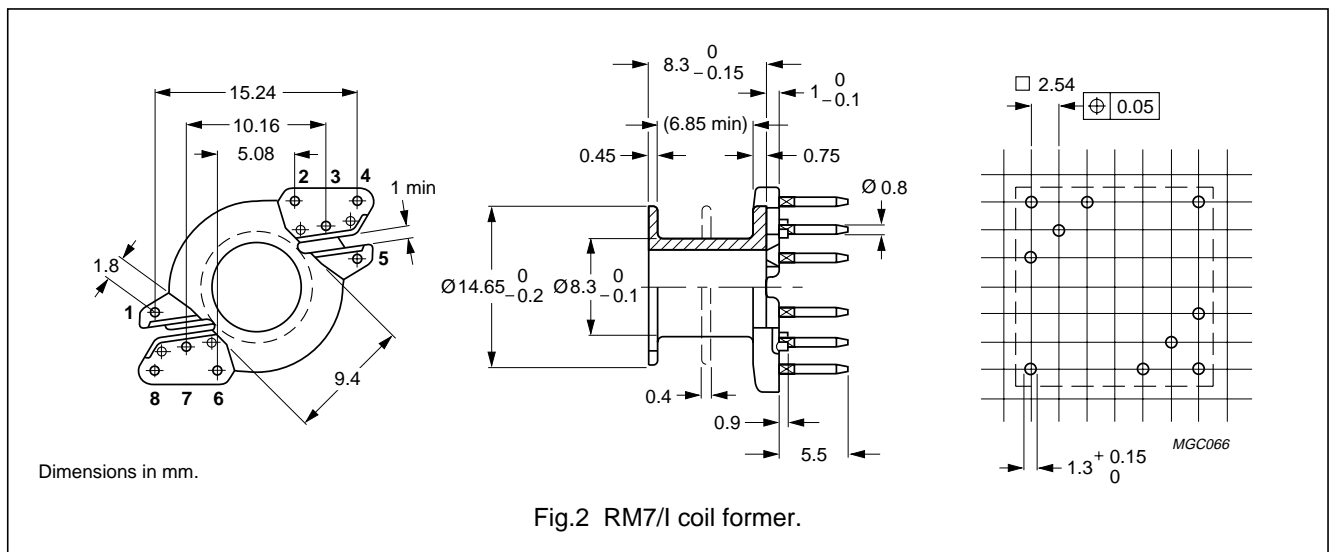 15.24
10.16
5.08
2 3 4
1 min
5
1.8
1
9.4
8 7 6
8.3 0 −0.15
1 0 −0.1
(6.85 min)
0.45
0.75
Ø 0.8
Ø 14.65 0 −0.2
Ø 8.3 0 −0.1
0.4
0.9
5.5
□ 2.54
⌖ 0.05
MGC066
1.3 + 0.15 0
Dimensions in mm.
Fig.2 RM7/I coil former.